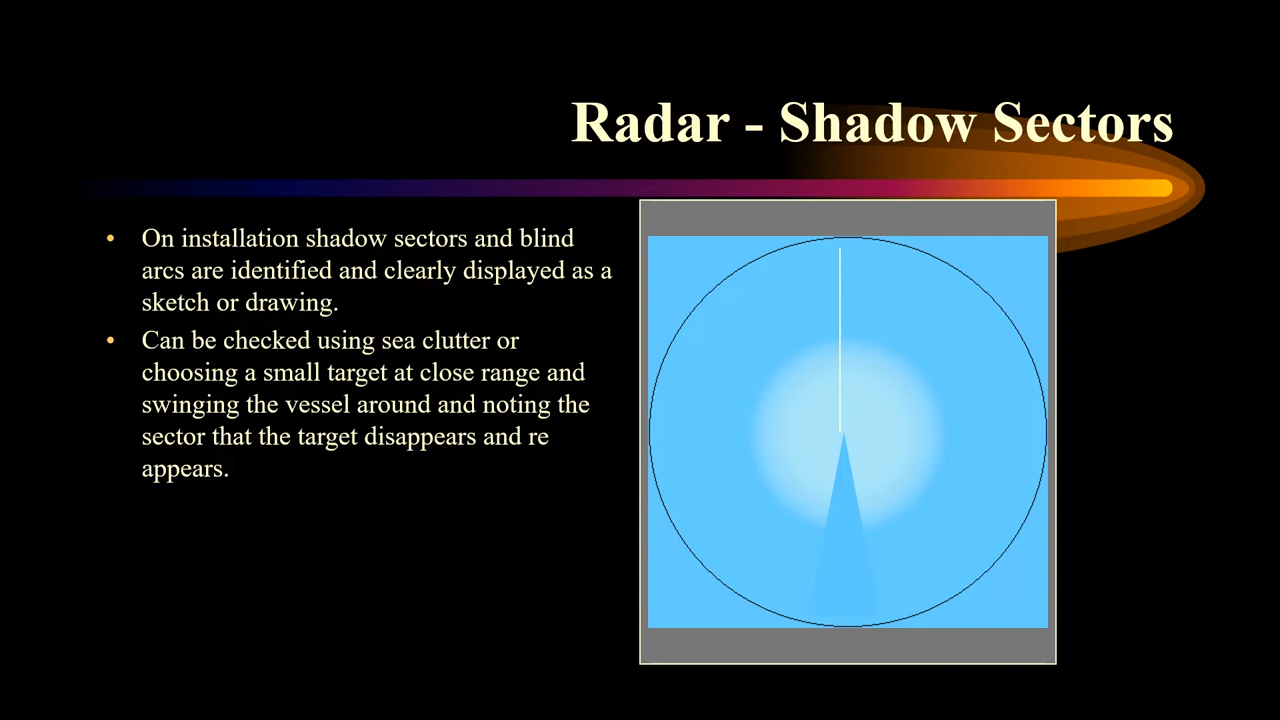 Radar - Shadow Sectors
• On installation shadow sectors and blind
arcs are identified and clearly displayed as a
sketch or drawing.
• Can be checked using sea clutter or
choosing a small target at close range and
swinging the vessel around and noting the
sector that the target disappears and re
appears.